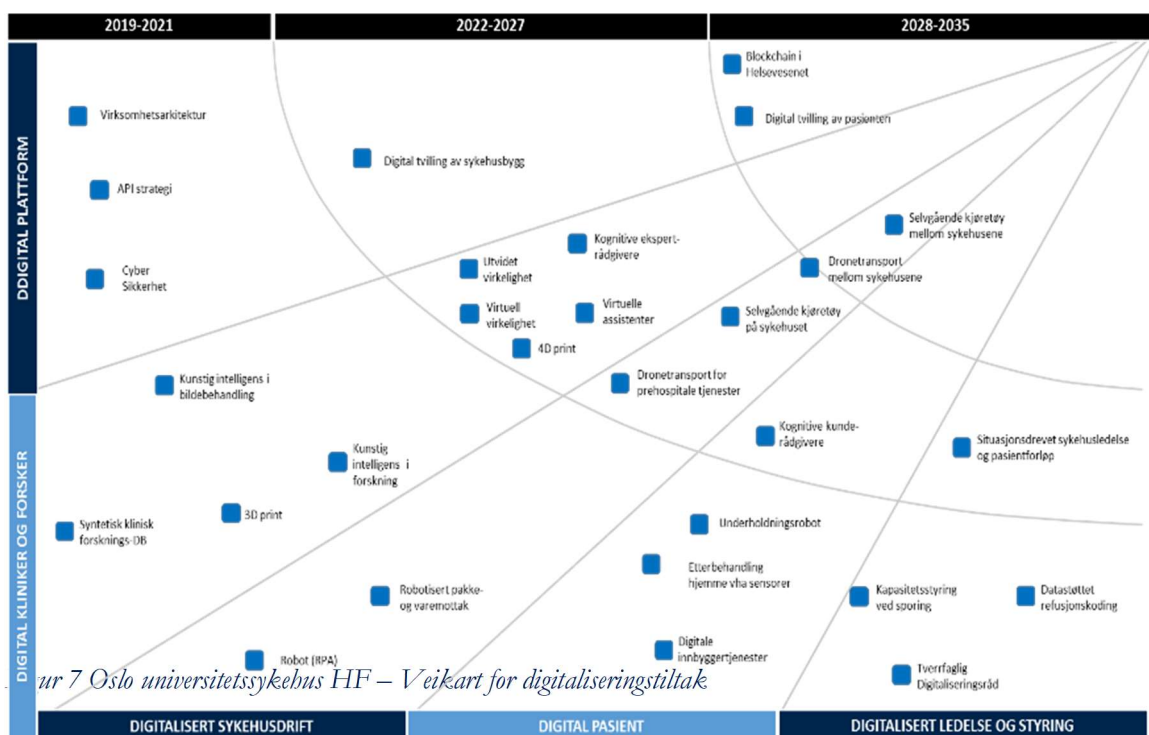 2019-2021
2022-2027
2028-2035
DDIGITAL PLATTFORM
DIGITAL KLINIKER OG FORSKER
Blockchain i
Helsevesenet
Virksomhetsarkitektur
Digital tvilling av pasienten
Digital tvilling av sykehusbygg
API strategi
Selvgående kjøretøy
mellom sykehusene
Kognitive ekspert-
rådgivere
Cyber
Sikkerhet
Utvidet
virkelighet
Dronetransport
mellom sykehusene
Virtuell
virkelighet
Virtuelle
assistenter
Selvgående kjøretøy
på sykehuset
4D print
Kunstig intelligens i
bildebehandling
Dronetransport for
prehospitale tjenester
Kognitive kunde-
rådgivere
Situasjonsdrevet sykehusledelse
og pasientforløp
Kunstig
intelligens i
forskning
3D print
Syntetisk klinisk
forsknings-DB
Underholdningsrobot
Etterbehandling
hjemme vha sensorer
Robotisert pakke-
og varemottak
Kapasitetsstyring
ved sporing
Datastøttet
refusjonskoding
Digitale
innbyggertjenester
Robot (RPA)
Tverrfaglig
Digitaliseringsråd
ur 7 Oslo universitetssykehus HF – Veikart for digitaliseringstiltak
DIGITALISERT SYKEHUSDRIFT
DIGITAL PASIENT
DIGITALISERT LEDELSE OG STYRING